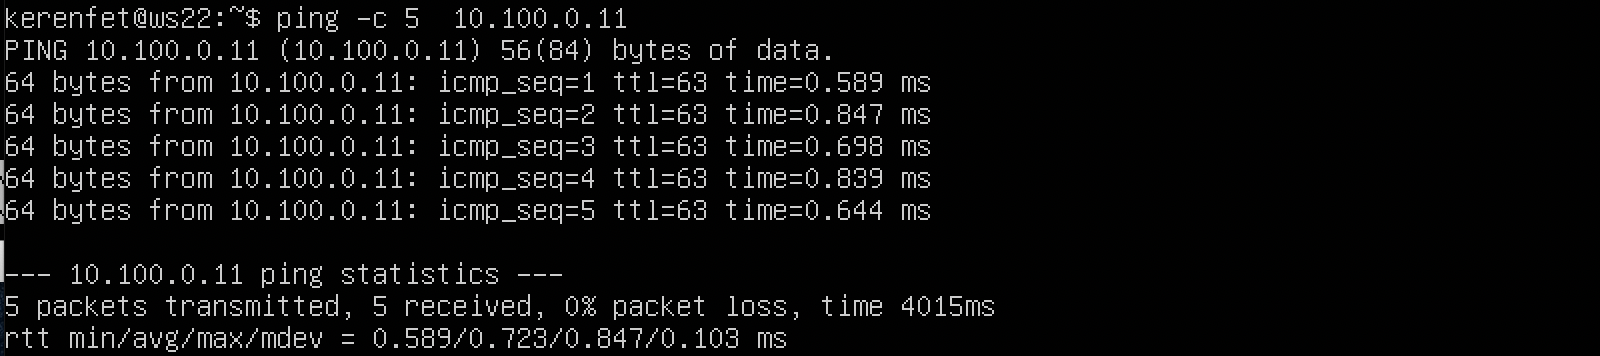 kerenfet@ws22:~$ ping -c 5  10.100.0.11
PING 10.100.0.11 (10.100.0.11) 56(84) bytes of data.
64 bytes from 10.100.0.11: icmp_seq=1 ttl=63 time=0.589 ms
64 bytes from 10.100.0.11: icmp_seq=2 ttl=63 time=0.847 ms
64 bytes from 10.100.0.11: icmp_seq=3 ttl=63 time=0.698 ms
64 bytes from 10.100.0.11: icmp_seq=4 ttl=63 time=0.839 ms
64 bytes from 10.100.0.11: icmp_seq=5 ttl=63 time=0.644 ms
--- 10.100.0.11 ping statistics ---
5 packets transmitted, 5 received, 0% packet loss, time 4015ms
rtt min/avg/max/mdev = 0.589/0.723/0.847/0.103 ms